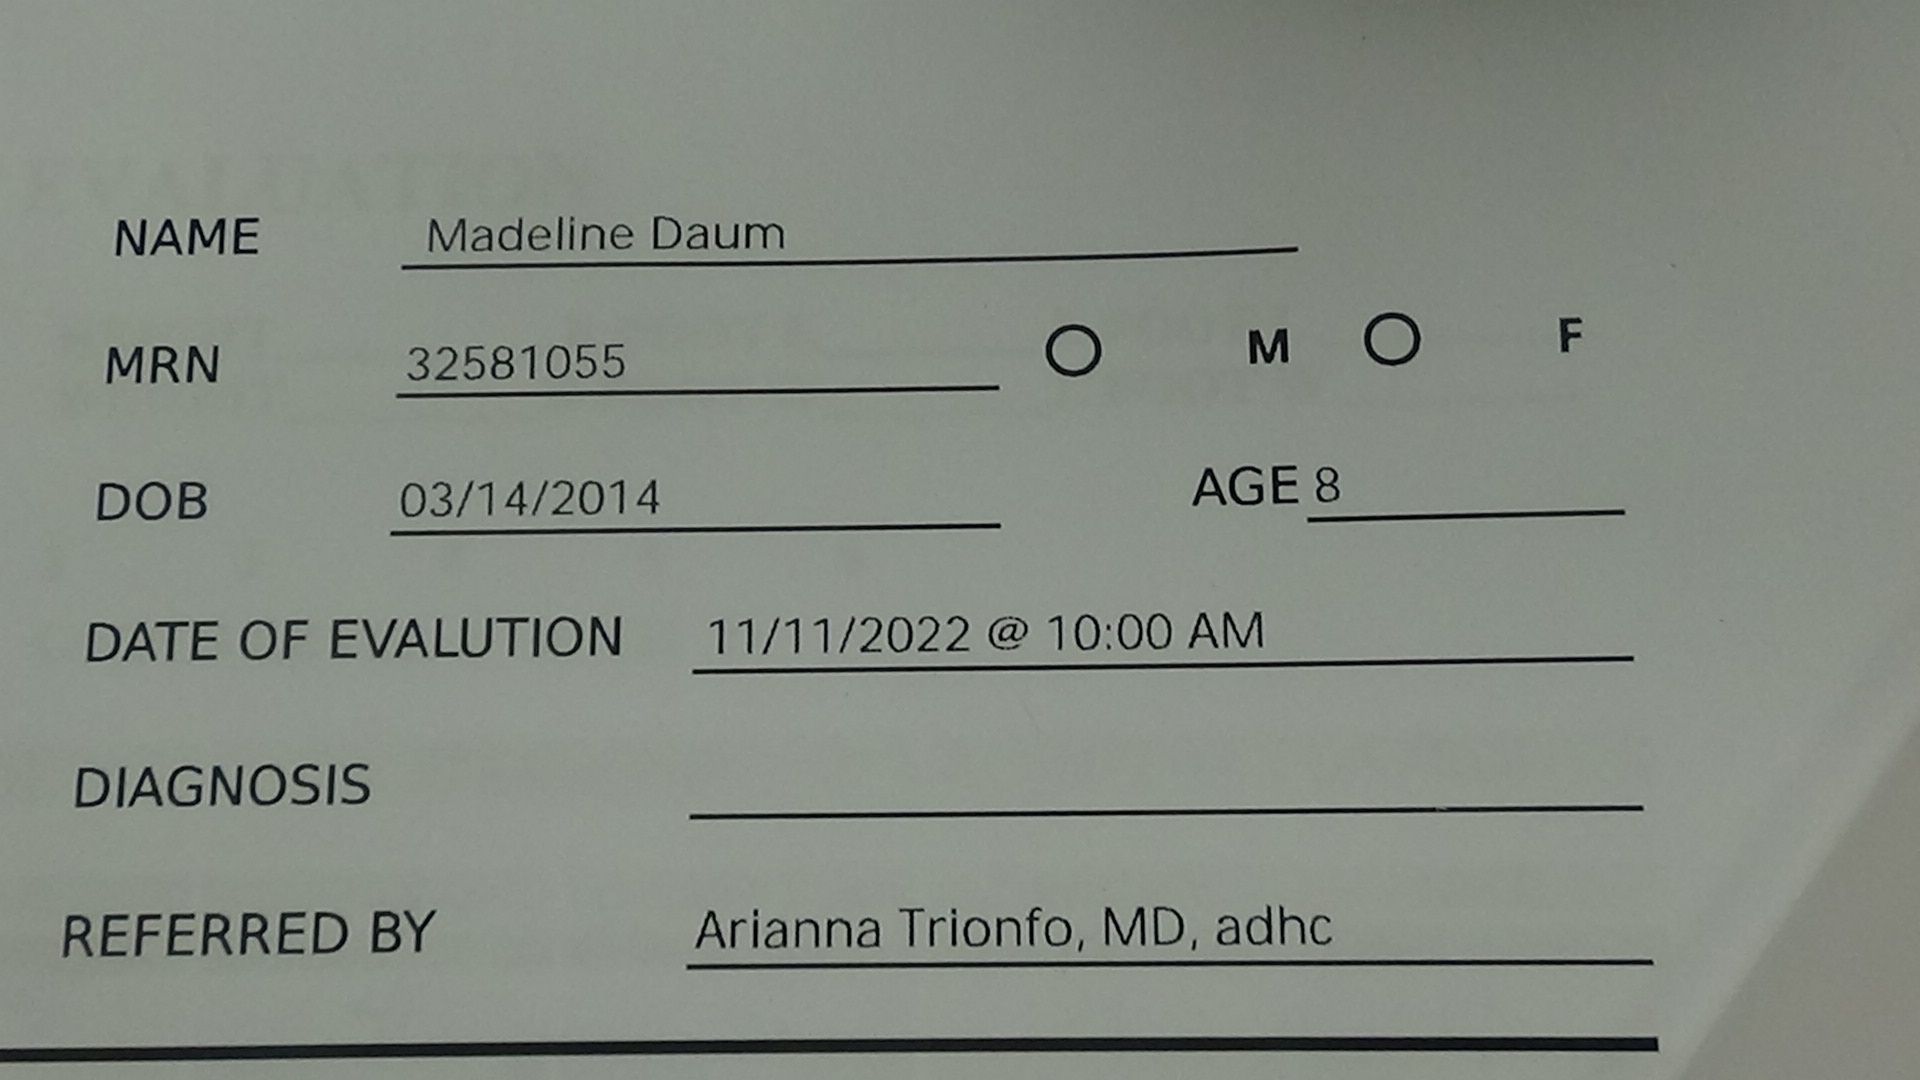 NAME Madeline Daum
MRN 32581055 M F
DOB 03/14/2014 AGE 8
DATE OF EVALUTION 11/11/2022 @ 10:00 AM
DIAGNOSIS
REFERRED BY Arianna Trionfo, MD, adhc